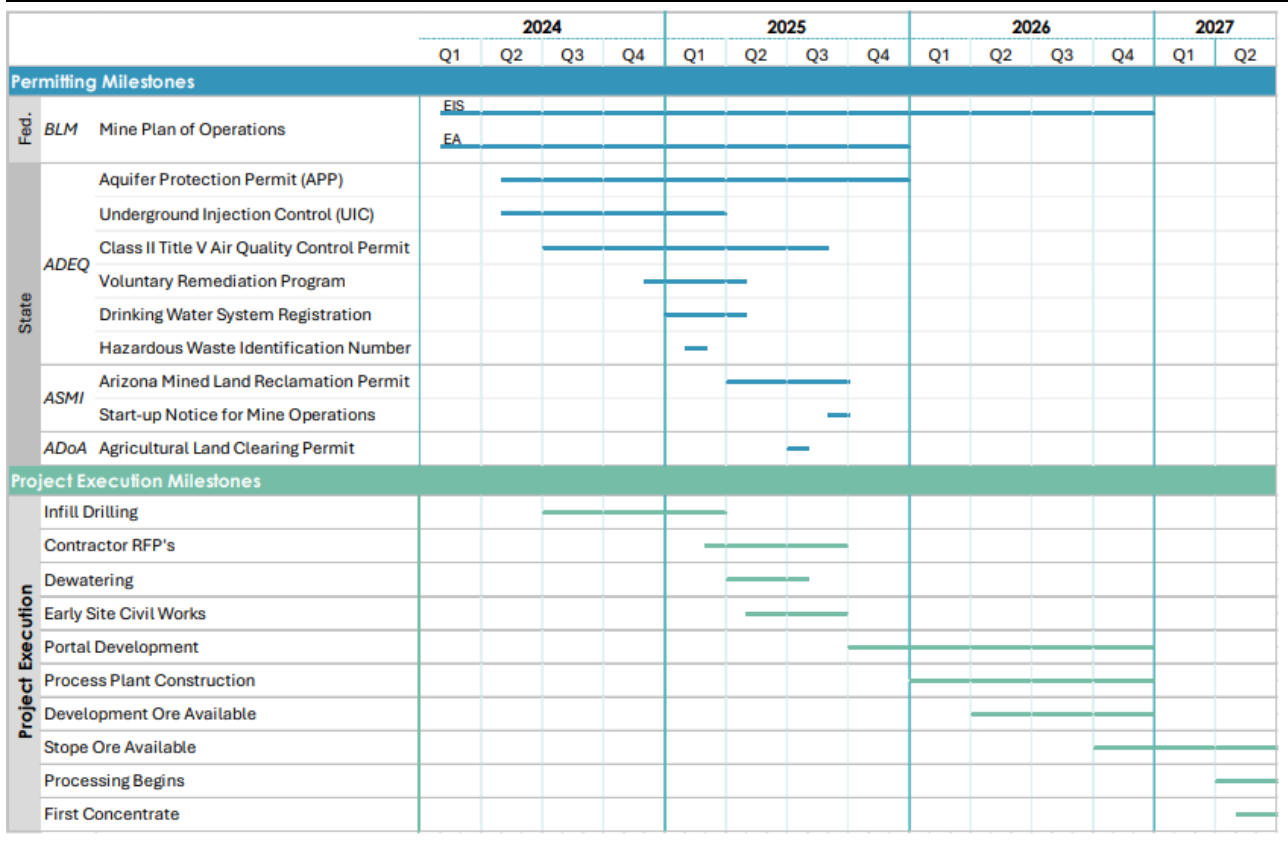 2024 2025 2026 2027
Q1 Q2 Q3 Q4 Q1 Q2 Q3 Q4 Q1 Q2 Q3 Q4 Q1 Q2
Permitting Milestones
Fed.
BLM Mine Plan of Operations
EIS
EA
State
ADEQ
Aquifer Protection Permit (APP)
Underground Injection Control (UIC)
Class II Title V Air Quality Control Permit
Voluntary Remediation Program
Drinking Water System Registration
Hazardous Waste Identification Number
ASMI
Arizona Mined Land Reclamation Permit
Start-up Notice for Mine Operations
ADoA Agricultural Land Clearing Permit
Project Execution Milestones
Project Execution
Infill Drilling
Contractor RFP's
Dewatering
Early Site Civil Works
Portal Development
Process Plant Construction
Development Ore Available
Stope Ore Available
Processing Begins
First Concentrate